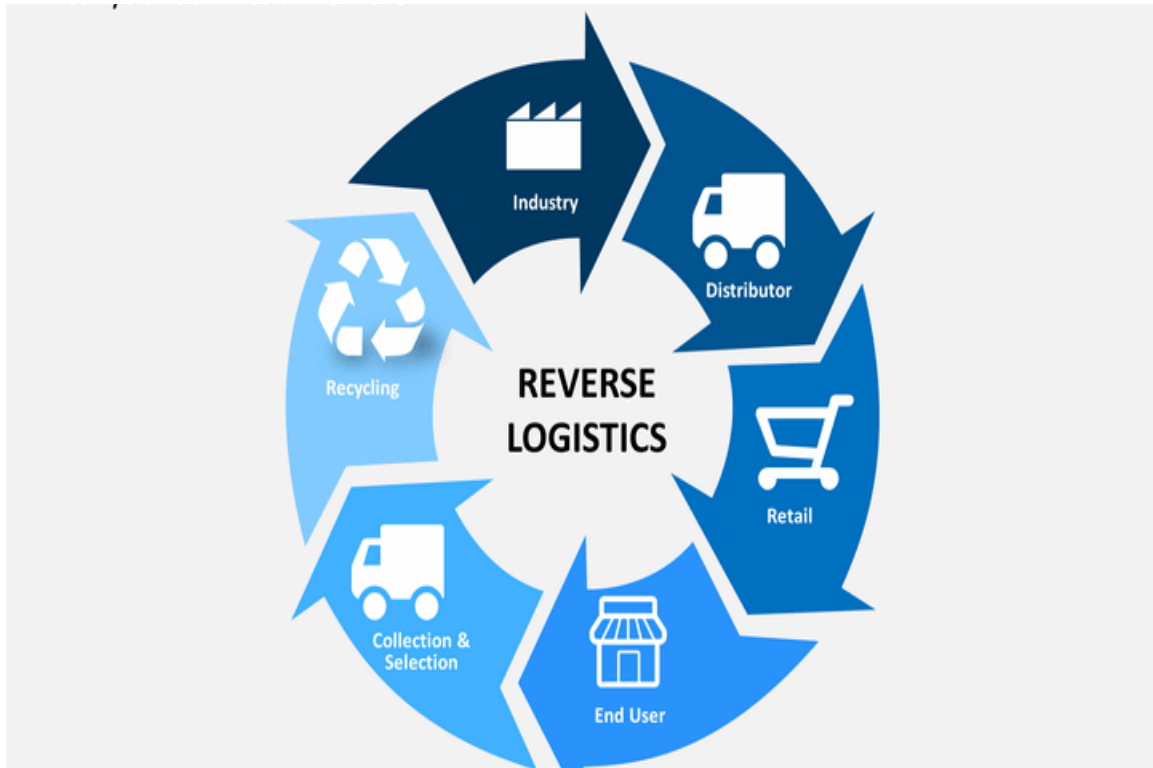 Industry
Distributor
Recycling
REVERSE
LOGISTICS
Retail
Collection &
Selection
End User